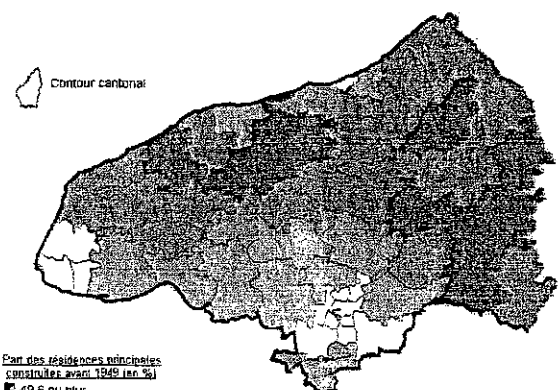 Contour cantonal
Part des résidences principales
construites avant 1949 (en %)
49,6 ou plus